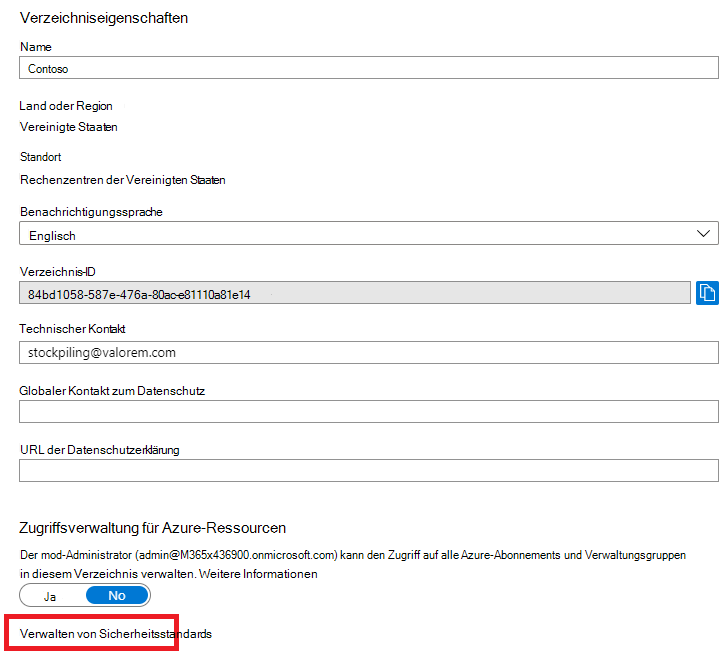 Verzeichniseigenschaften
Name
Contoso
Land oder Region
Vereinigte Staaten
Standort
Rechenzentren der Vereinigten Staaten
Benachrichtigungssprache
Englisch
Verzeichnis-ID
84bd1058-587e-476a-80ac-e81110a81e14
Technischer Kontakt
stockpiling@valorem.com
Globaler Kontakt zum Datenschutz
URL der Datenschutzerklärung
Zugriffsverwaltung für Azure-Ressourcen
Der mod-Administrator (admin@M365x436900.onmicrosoft.com) kann den Zugriff auf alle Azure-Abonnements und Verwaltungsgruppen
in diesem Verzeichnis verwalten. Weitere Informationen
Ja No
Verwalten von Sicherheitsstandards